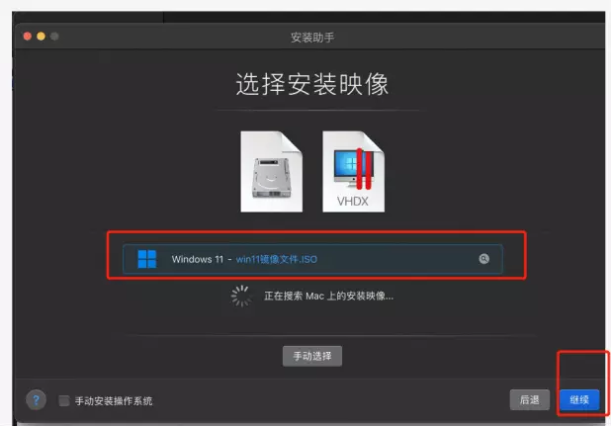 安装助手
选择安装映像
VHDX
Windows 11 - win11镜像文件.ISO
正在搜索 Mac 上的安装映像...
手动选择
? 手动安装操作系统 后退 继续